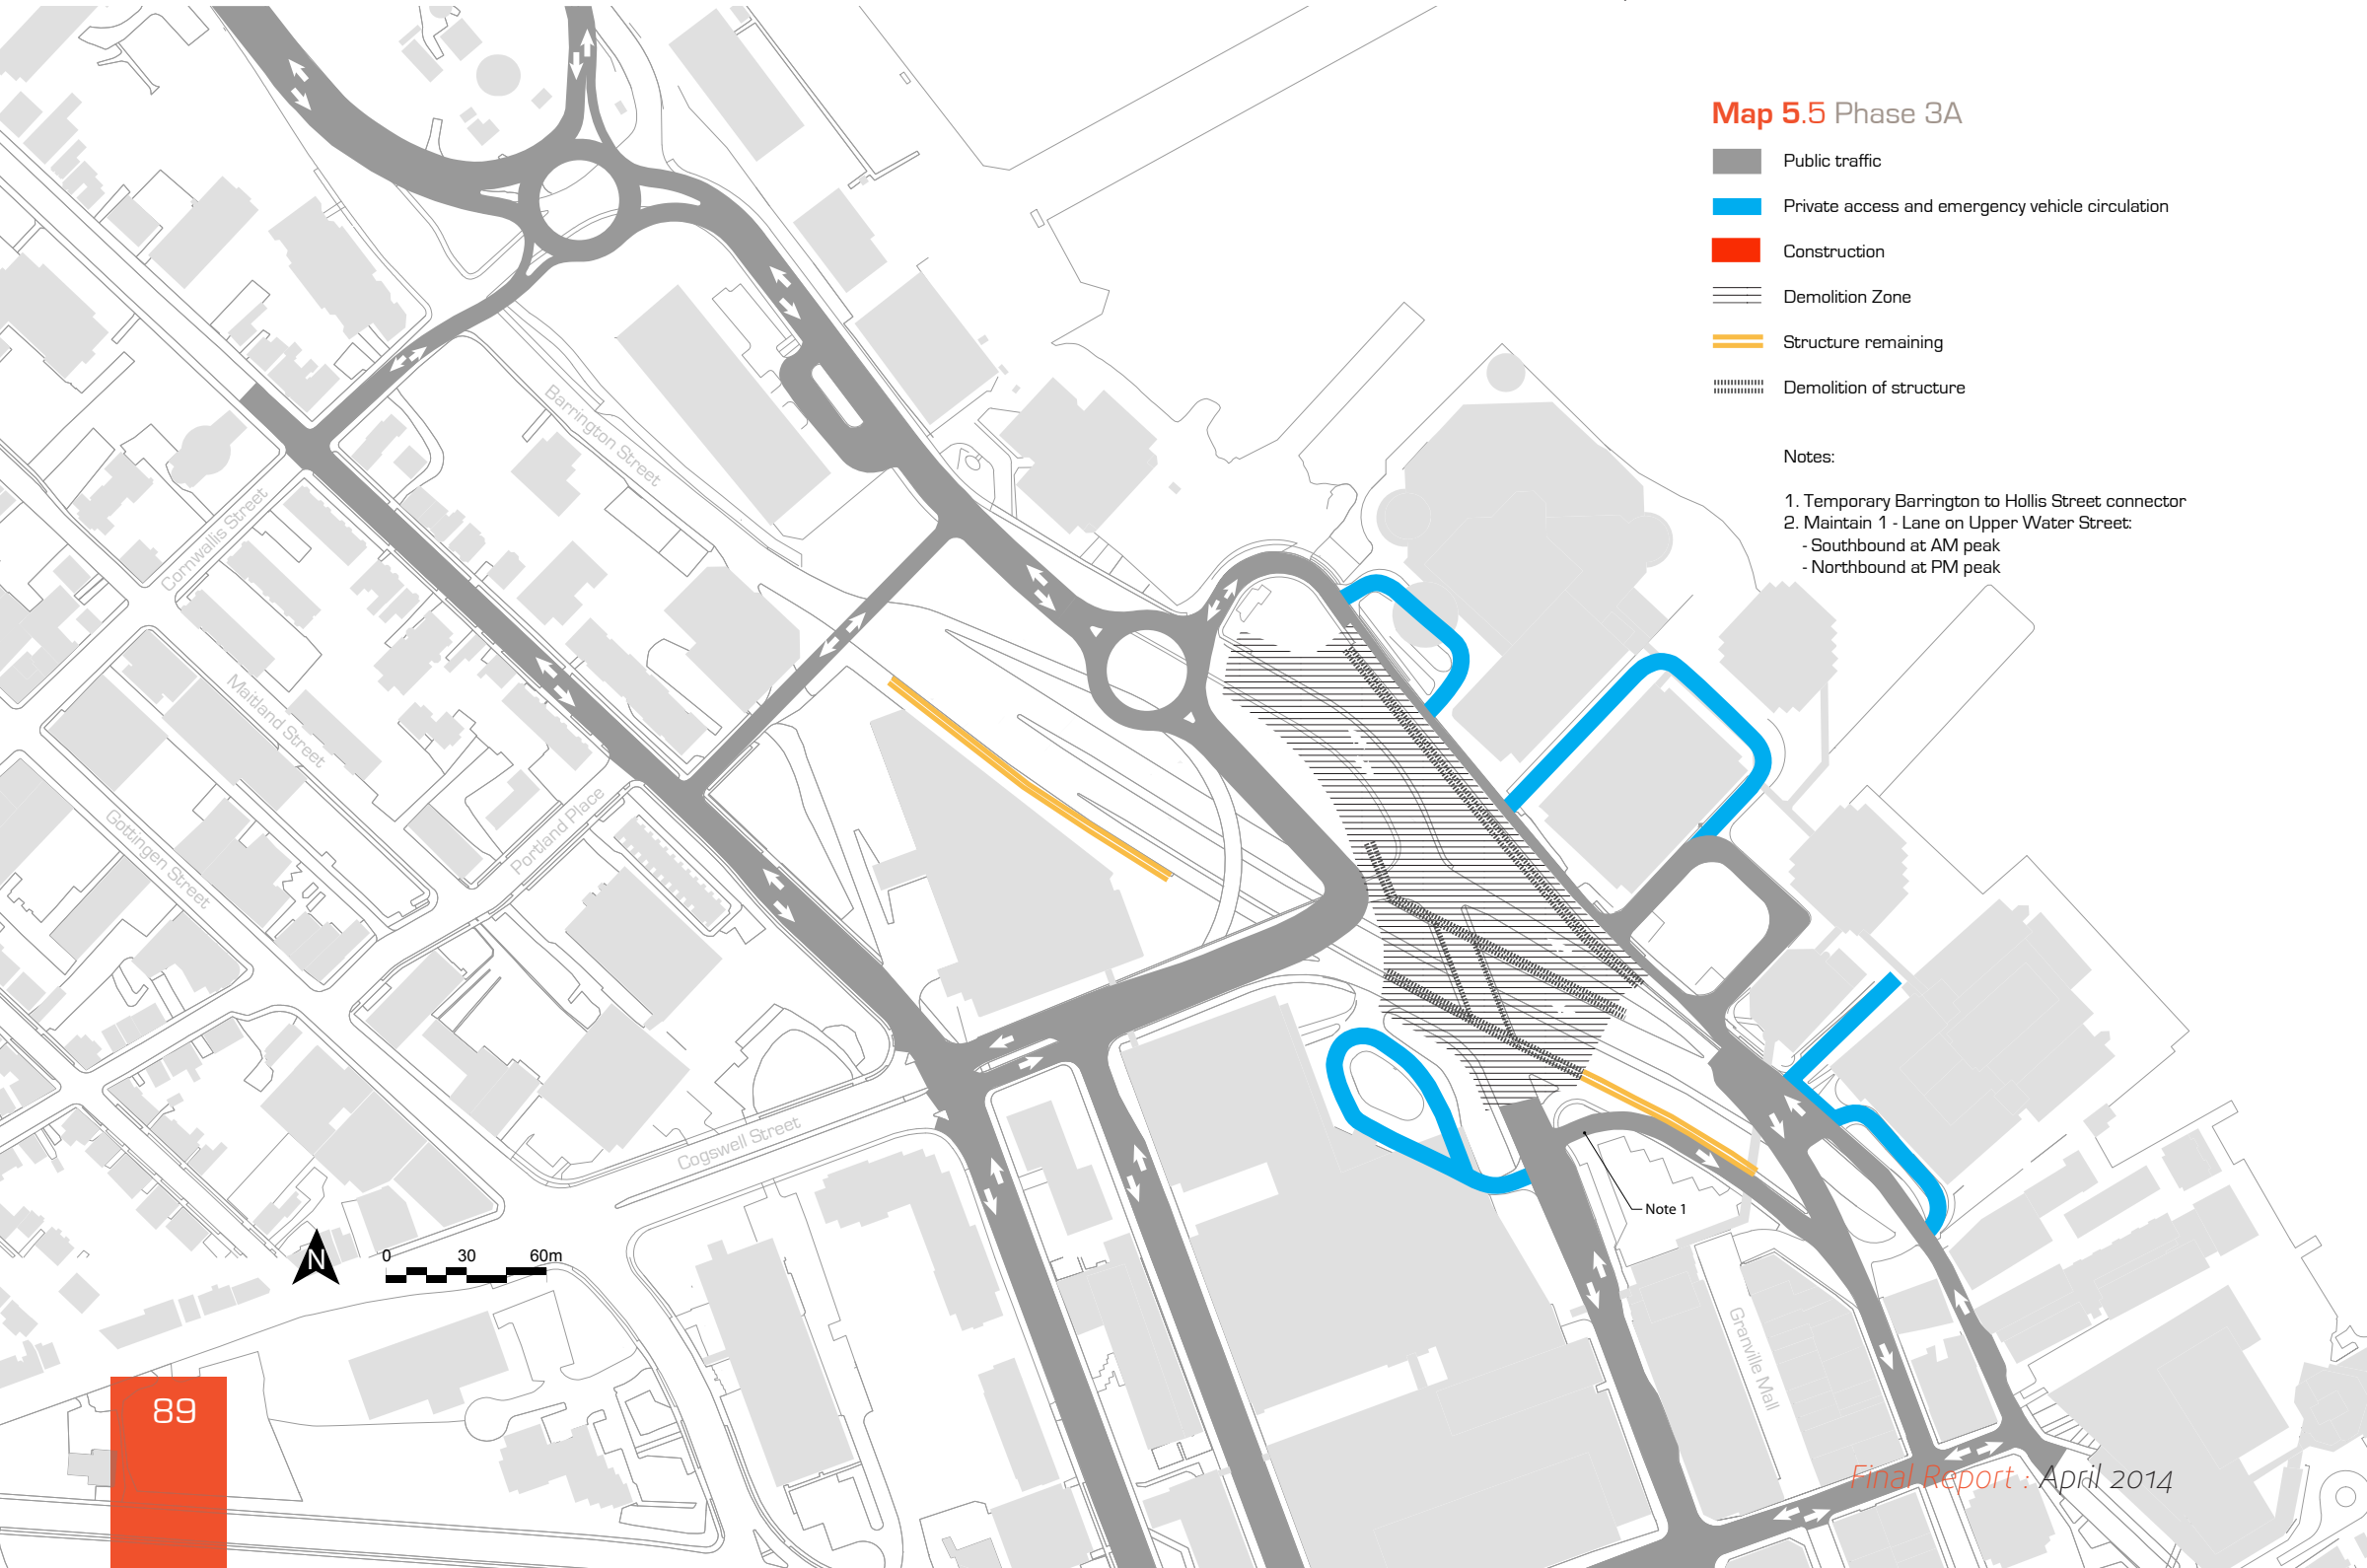 Map 5.5 Phase 3A
Public traffic
Private access and emergency vehicle circulation
Construction
Demolition Zone
Structure remaining
Demolition of structure
Notes:
1. Temporary Barrington to Hollis Street connector
2. Maintain 1 - Lane on Upper Water Street:
- Southbound at AM peak
- Northbound at PM peak
Barrington Street
Cornwallis Street
Maitland Street
Gottingen Street
Portland Place
Cogswell Street
Note 1
Granville Mall
N
0 30 60m
89
Final Report : April 2014